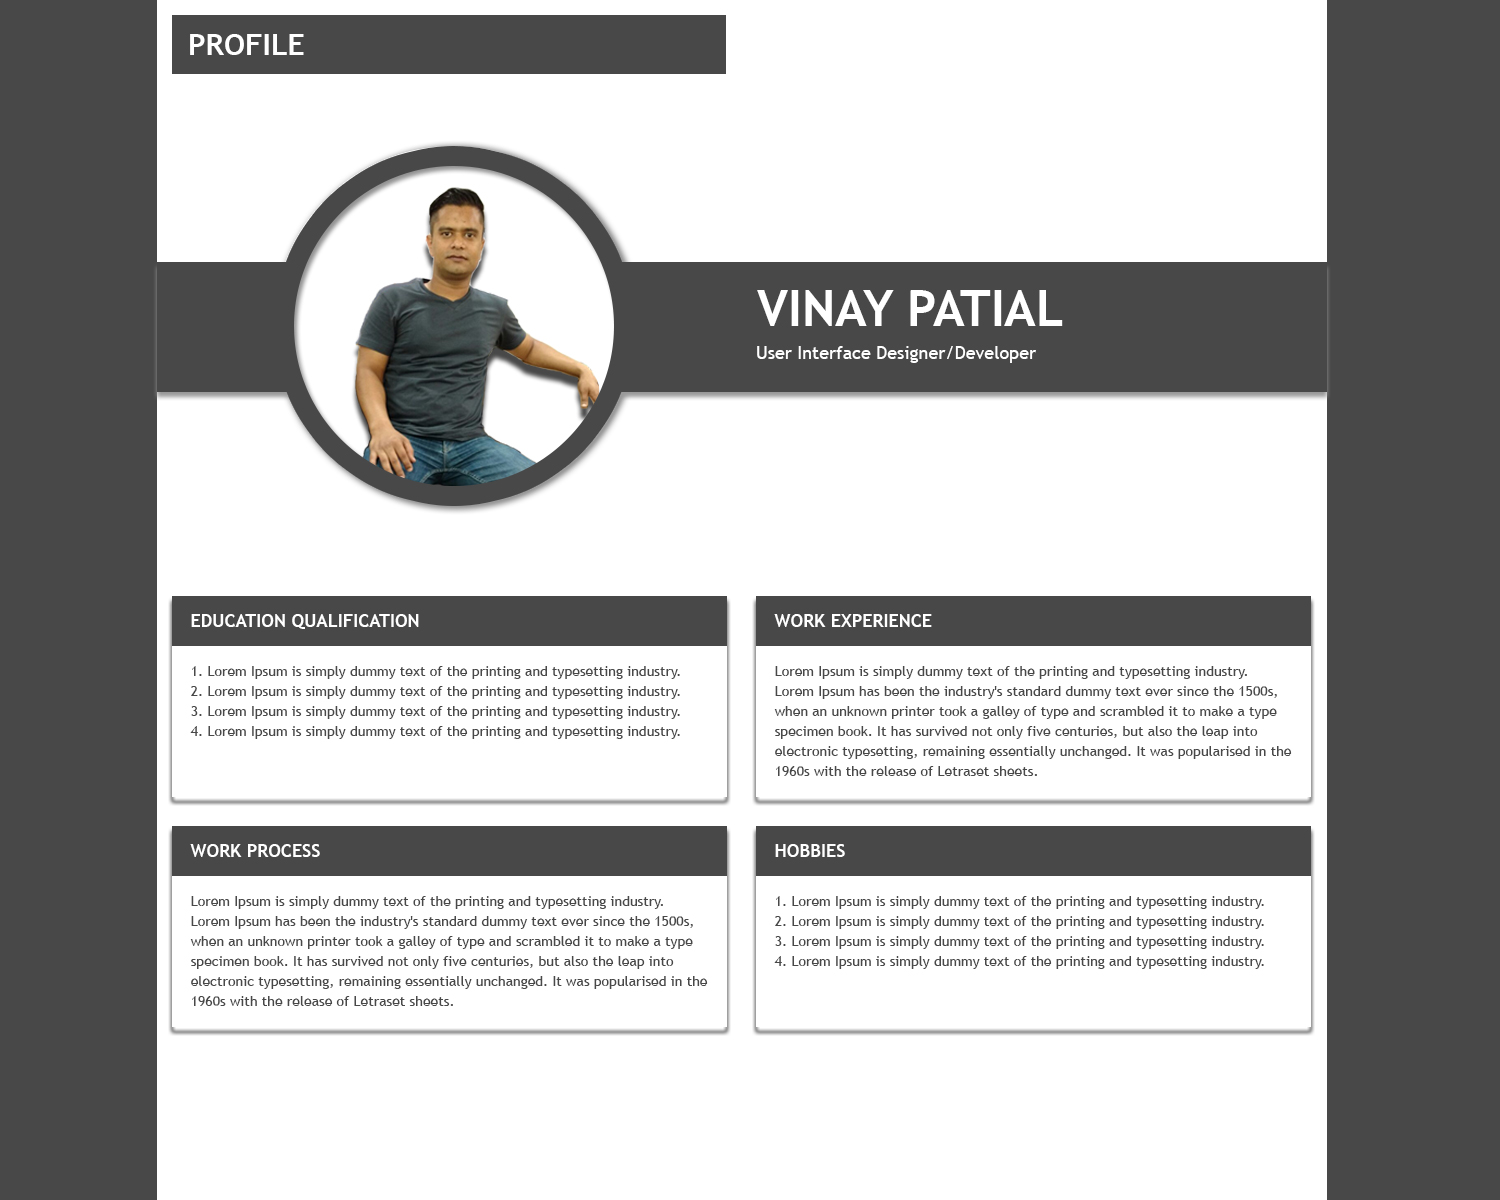 PROFILE
VINAY PATIAL
User Interface Designer/Developer
EDUCATION QUALIFICATION
1. Lorem Ipsum is simply dummy text of the printing and typesetting industry.
2. Lorem Ipsum is simply dummy text of the printing and typesetting industry.
3. Lorem Ipsum is simply dummy text of the printing and typesetting industry.
4. Lorem Ipsum is simply dummy text of the printing and typesetting industry.
WORK EXPERIENCE
Lorem Ipsum is simply dummy text of the printing and typesetting industry.
Lorem Ipsum has been the industry's standard dummy text ever since the 1500s,
when an unknown printer took a galley of type and scrambled it to make a type
specimen book. It has survived not only five centuries, but also the leap into
electronic typesetting, remaining essentially unchanged. It was popularised in the
1960s with the release of Letraset sheets.
WORK PROCESS
Lorem Ipsum is simply dummy text of the printing and typesetting industry.
Lorem Ipsum has been the industry's standard dummy text ever since the 1500s,
when an unknown printer took a galley of type and scrambled it to make a type
specimen book. It has survived not only five centuries, but also the leap into
electronic typesetting, remaining essentially unchanged. It was popularised in the
1960s with the release of Letraset sheets.
HOBBIES
1. Lorem Ipsum is simply dummy text of the printing and typesetting industry.
2. Lorem Ipsum is simply dummy text of the printing and typesetting industry.
3. Lorem Ipsum is simply dummy text of the printing and typesetting industry.
4. Lorem Ipsum is simply dummy text of the printing and typesetting industry.